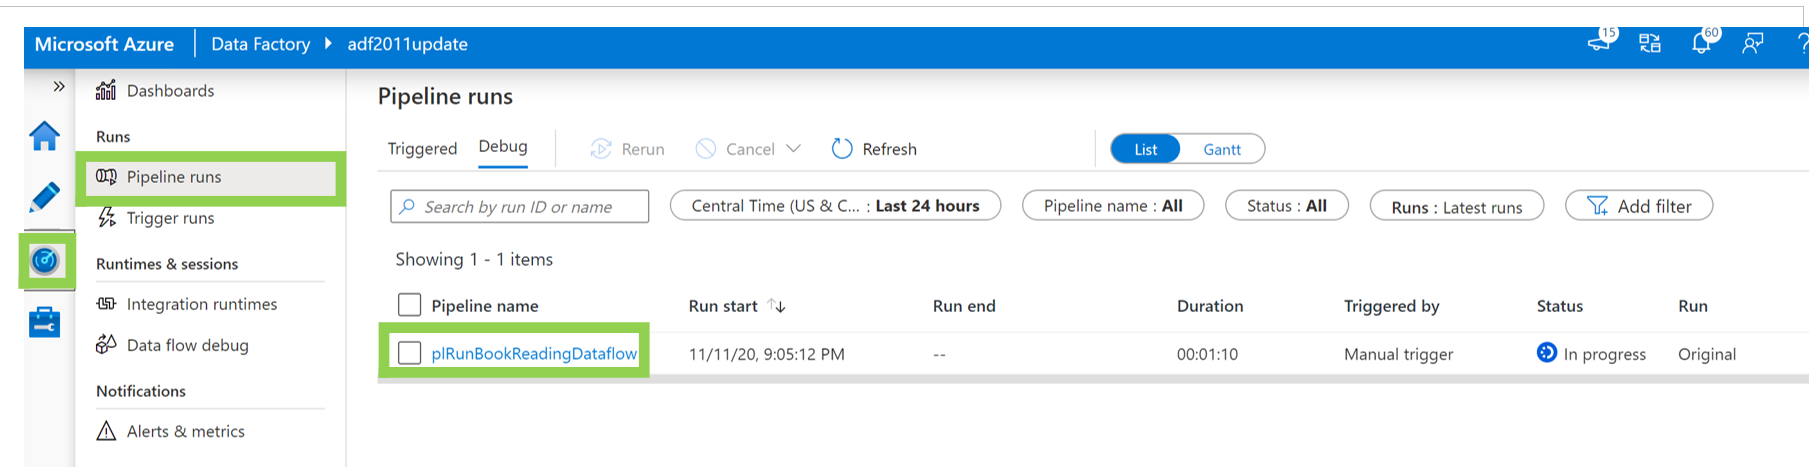 Microsoft Azure Data Factory adf2011update 15 60 ?
Dashboards
Runs
Pipeline runs
Trigger runs
Runtimes & sessions
Integration runtimes
Data flow debug
Notifications
Alerts & metrics
Pipeline runs
Triggered Debug Rerun Cancel Refresh List Gantt
Search by run ID or name Central Time (US & C... : Last 24 hours Pipeline name : All Status : All Runs : Latest runs Add filter
Showing 1 - 1 items
Pipeline name Run start Run end Duration Triggered by Status Run
plRunBookReadingDataflow 11/11/20, 9:05:12 PM -- 00:01:10 Manual trigger In progress Original